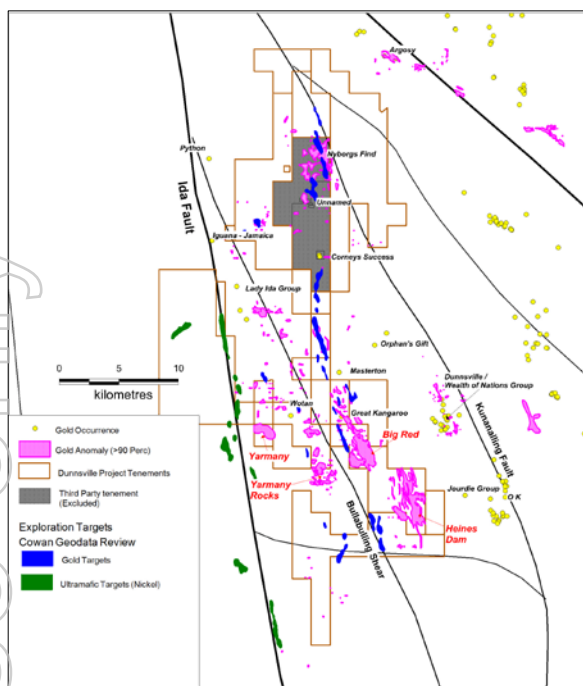 Argosy
Python
Nyborgs Find
Ida Fault
Unnamed
Iguana - Jamaica
Corneys Success
Lady Ida Group
Orphan's Gift
Masterton
Dunnsville /
Wealth of Nations Group
0 5 10
kilometres
Wotan
Great Kangaroo
Big Red
Kunanalling Fault
Yarmany
Yarmany
Rocks
Jeurdie Group
O K
Heines
Dam
Bullabulling Shear
Gold Occurrence
Gold Anomaly (>90 Perc)
Dunnsville Project Tenements
Third Party tenement
(Excluded)
Exploration Targets
Cowan Geodata Review
Gold Targets
Ultramafic Targets (Nickel)